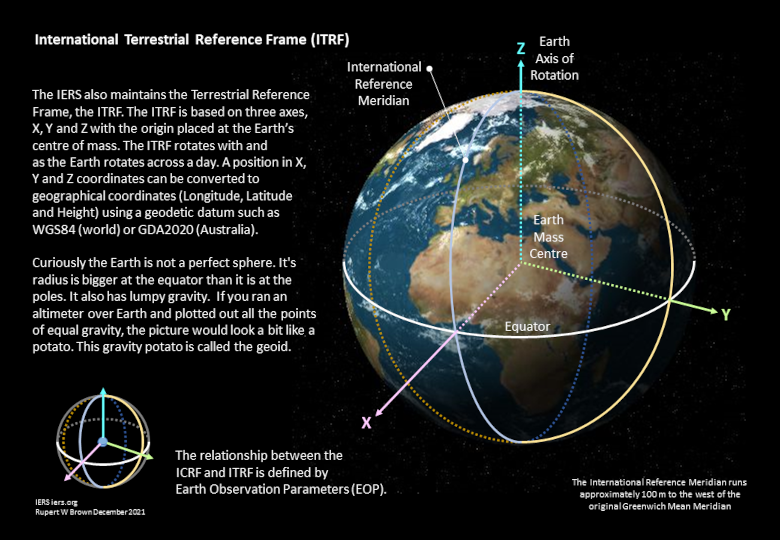 International Terrestrial Reference Frame (ITRF)
The IERS also maintains the Terrestrial Reference
Frame, the ITRF. The ITRF is based on three axes,
X, Y and Z with the origin placed at the Earth's
centre of mass. The ITRF rotates with and
as the Earth rotates across a day. A position in X,
Y and Z coordinates can be converted to
geographical coordinates (Longitude, Latitude
and Height) using a geodetic datum such as
WGS84 (world) or GDA2020 (Australia).
Curiously the Earth is not a perfect sphere. It's
radius is bigger at the equator than it is at the
poles. It also has lumpy gravity. If you ran an
altimeter over Earth and plotted out all the points
of equal gravity, the picture would look a bit like a
potato. This gravity potato is called the geoid.
International
Reference
Meridian
Z
Earth
Axis of
Rotation
Earth
Mass
Centre
Equator
Y
X
The relationship between the
ICRF and ITRF is defined by
Earth Observation Parameters (EOP).
IERS iers.org
Rupert W Brown December 2021
The International Reference Meridian runs
approximately 100 m to the west of the
original Greenwich Mean Meridian